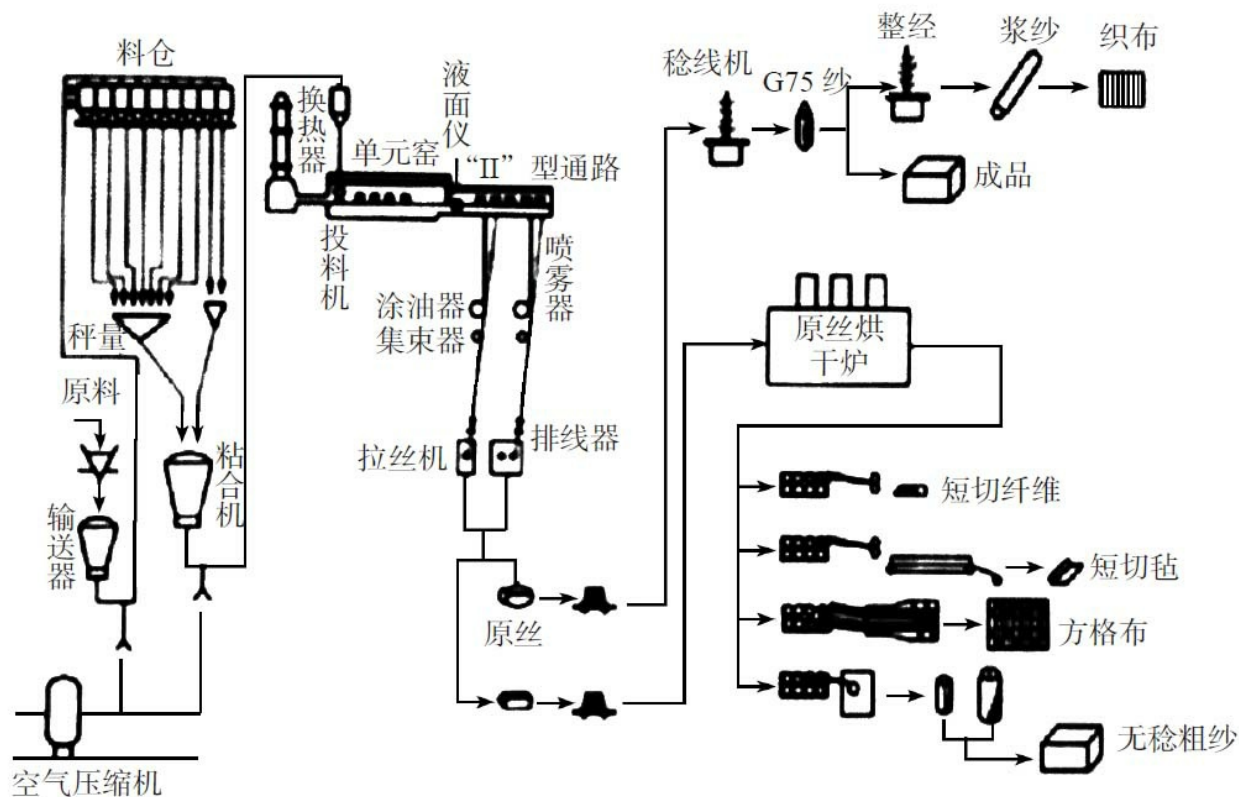 料仓
换热器
液面仪
单元窑
“II”
型通路
投料机
喷雾器
涂油器
集束器
秤量
原料
粘合机
输送器
拉丝机
排线器
原丝
空气压缩机
稔线机
G75 纱
整经
浆纱
织布
成品
原丝烘
干炉
短切纤维
短切毡
方格布
无稔粗纱